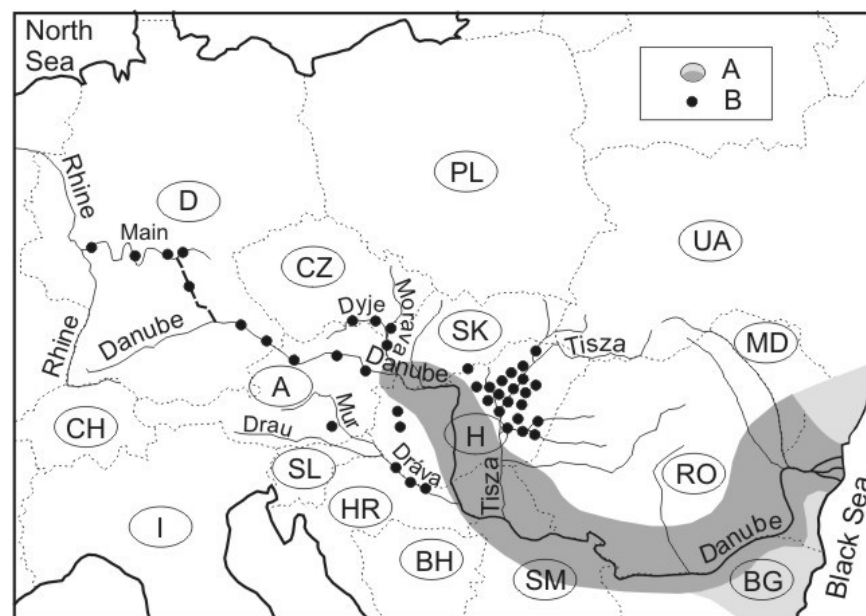 North
Sea
A
B
Rhine
D
PL
Main
UA
CZ
Morava
Dyje
SK
Tisza
MD
Danube
Rhine
Danube
A
CH
Mur
Drau
H
Dráva
SL
Tisza
RO
HR
I
Danube
BH
SM
BG
Black Sea